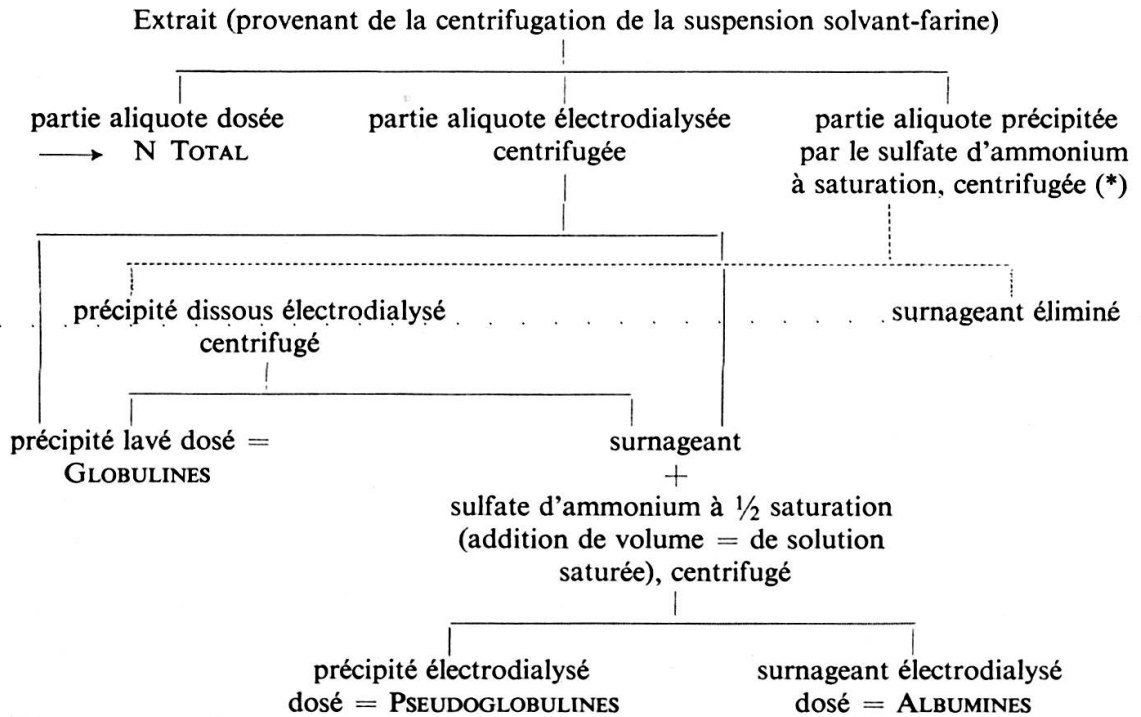 Extrait (provenant de la centrifugation de la suspension solvant-farine)
partie aliquote dosée
→ N TOTAL
partie aliquote électrodialysée
centrifugée
partie aliquote précipitée
par le sulfate d'ammonium
à saturation, centrifugée (*)
précipité dissous électrodialysé
centrifugé
surnageant éliminé
précipité lavé dosé =
GLOBULINES
surnageant
+
sulfate d'ammonium à ½ saturation
(addition de volume = de solution
saturée), centrifugé
précipité électrodialysé
dosé = PSEUDOGLOBULINES
surnageant électrodialysé
dosé = ALBUMINES